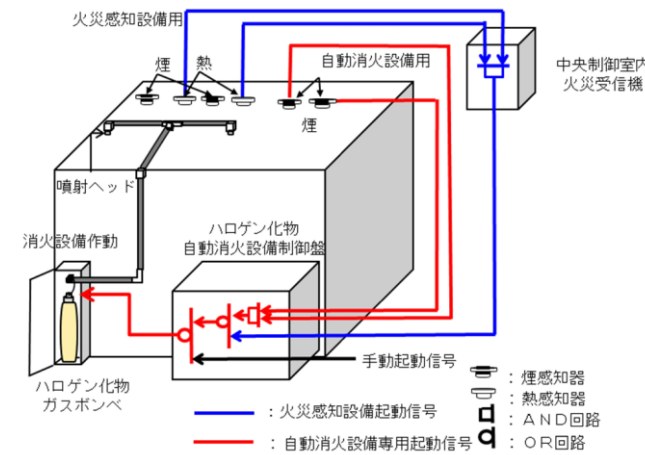 火災感知設備用
煙
熱
自動消火設備用
中央制御室内
火災受信機
煙
噴射ヘッド
消火設備作動
ハロゲン化物
自動消火設備制御盤
手動起動信号
ハロゲン化物
ガスボンベ
：火災感知設備起動信号
：自動消火設備専用起動信号
：煙感知器
：熱感知器
：ＡＮＤ回路
：ＯＲ回路